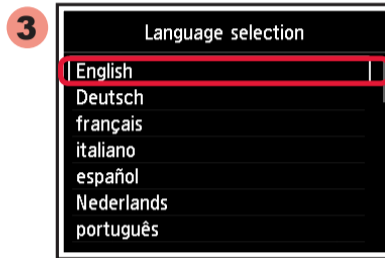 3
Language selection
English
Deutsch
français
italiano
español
Nederlands
português